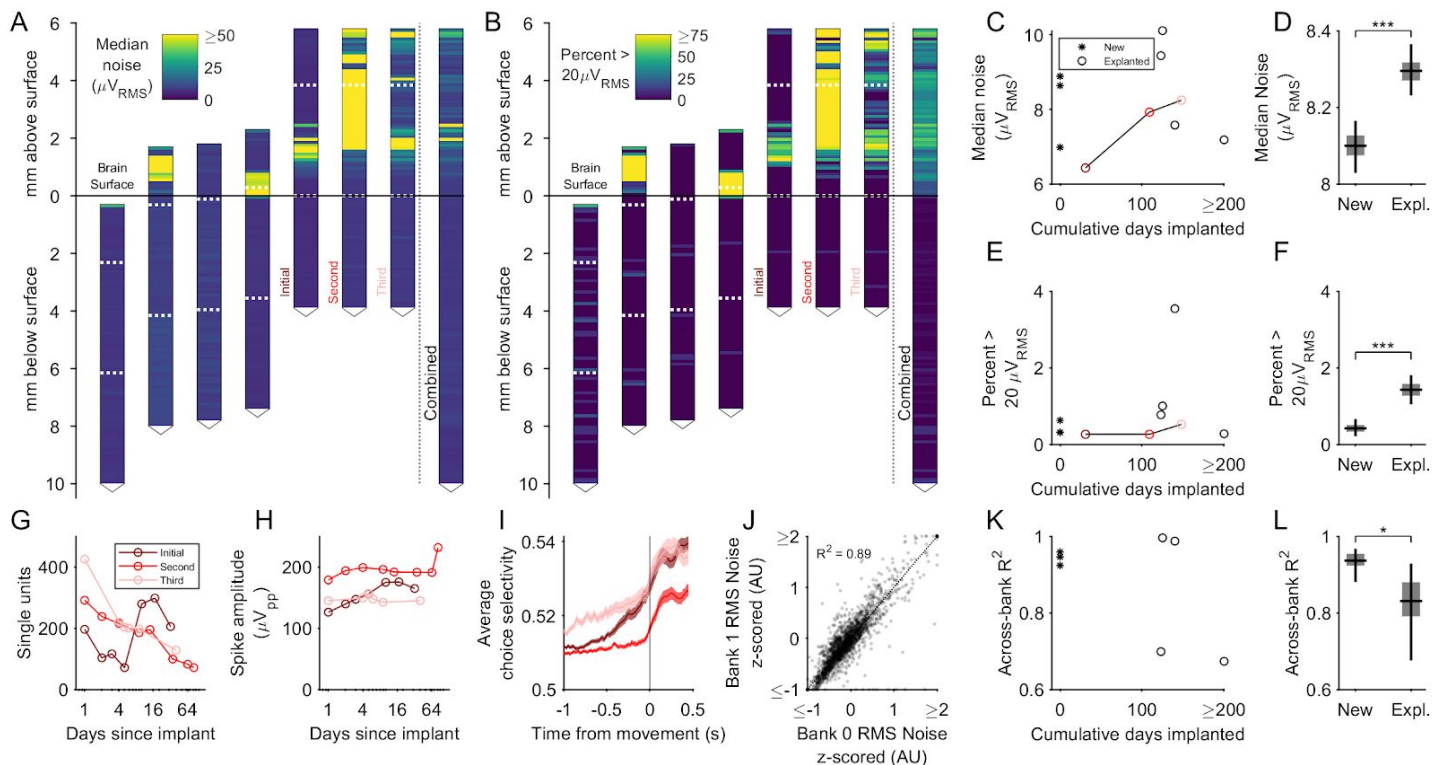 A
6
4
2
0
2
4
6
8
10
mm above surface
mm below surface
Median
noise
(μV_RMS)
≥50
25
0
Brain
Surface
Initial
Second
Third
Combined
B
6
4
2
0
2
4
6
8
10
mm above surface
mm below surface
Percent >
20μV_RMS
≥75
50
25
0
Brain
Surface
Initial
Second
Third
Combined
C
Median noise
(μV_RMS)
10
8
6
New
Explanted
0
100
≥200
Cumulative days implanted
D
Median Noise
(μV_RMS)
8.4
8.2
8
***
New
Expl.
E
Percent >
20 μV_RMS
4
2
0
0
100
≥200
Cumulative days implanted
F
Percent >
20μV_RMS
4
2
0
***
New
Expl.
G
Single units
400
200
0
Initial
Second
Third
1
4
16
64
Days since implant
H
Spike amplitude
(μV_pp)
200
100
0
1
4
16
64
Days since implant
I
Average
choice selectivity
0.54
0.52
0.5
-1
-0.5
0
Time from movement (s)
J
Bank 1 RMS Noise
z-scored (AU)
≥2
1
0
≤-1
R² = 0.89
≤-1
0
1
≥2
Bank 0 RMS Noise
z-scored (AU)
K
Across-bank R²
1
0.8
0.6
0
100
≥200
Cumulative days implanted
L
Across-bank R²
1
0.8
0.6
*
New
Expl.